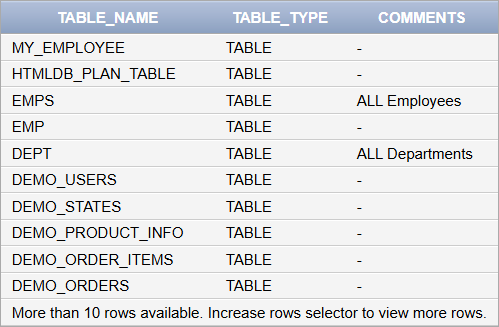 TABLE_NAME TABLE_TYPE COMMENTS
MY_EMPLOYEE TABLE -
HTMLDB_PLAN_TABLE TABLE -
EMPS TABLE ALL Employees
EMP TABLE -
DEPT TABLE ALL Departments
DEMO_USERS TABLE -
DEMO_STATES TABLE -
DEMO_PRODUCT_INFO TABLE -
DEMO_ORDER_ITEMS TABLE -
DEMO_ORDERS TABLE -
More than 10 rows available. Increase rows selector to view more rows.